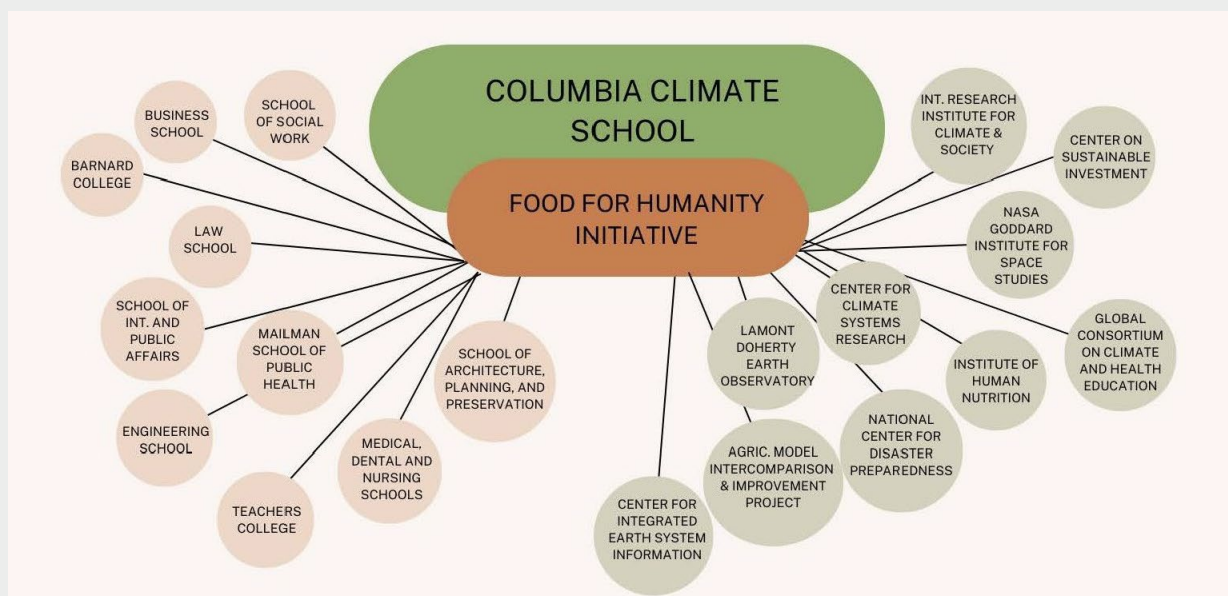 COLUMBIA CLIMATE
SCHOOL
FOOD FOR HUMANITY
INITIATIVE
SCHOOL
OF SOCIAL
WORK
BUSINESS
SCHOOL
BARNARD
COLLEGE
LAW
SCHOOL
SCHOOL OF
INT. AND
PUBLIC
AFFAIRS
MAILMAN
SCHOOL OF
PUBLIC
HEALTH
ENGINEERING
SCHOOL
TEACHERS
COLLEGE
MEDICAL,
DENTAL AND
NURSING
SCHOOLS
SCHOOL OF
ARCHITECTURE,
PLANNING, AND
PRESERVATION
INT. RESEARCH
INSTITUTE FOR
CLIMATE &
SOCIETY
CENTER ON
SUSTAINABLE
INVESTMENT
NASA
GODDARD
INSTITUTE FOR
SPACE
STUDIES
CENTER FOR
CLIMATE
SYSTEMS
RESEARCH
GLOBAL
CONSORTIUM
ON CLIMATE
AND HEALTH
EDUCATION
LAMONT
DOHERTY
EARTH
OBSERVATORY
INSTITUTE OF
HUMAN
NUTRITION
NATIONAL
CENTER FOR
DISASTER
PREPAREDNESS
AGRIC. MODEL
INTERCOMPARISON
& IMPROVEMENT
PROJECT
CENTER FOR
INTEGRATED
EARTH SYSTEM
INFORMATION